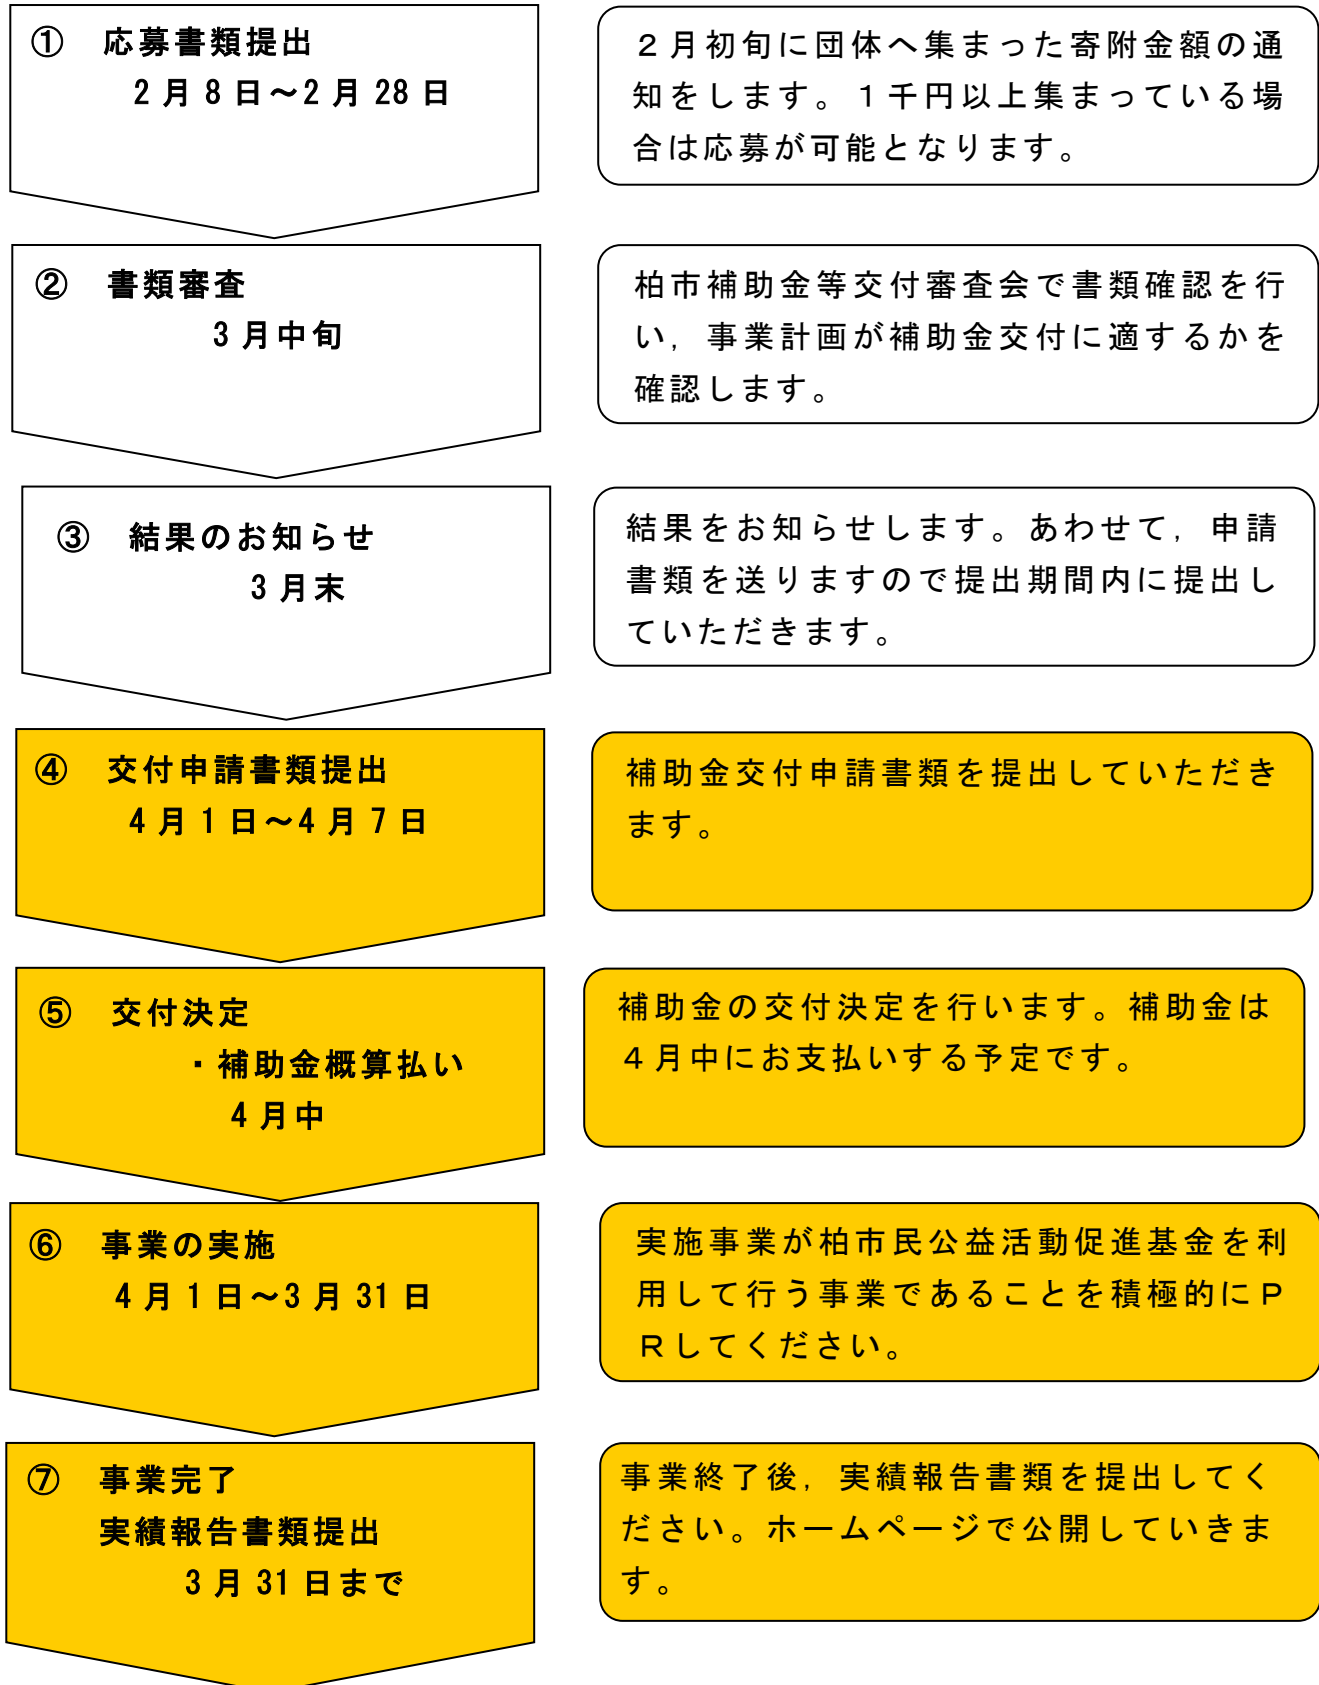 ① 応募書類提出
2月8日～2月28日
２月初旬に団体へ集まった寄附金額の通
知をします。１千円以上集まっている場
合は応募が可能となります。
② 書類審査
3月中旬
柏市補助金等交付審査会で書類確認を行
い，事業計画が補助金交付に適するかを
確認します。
③ 結果のお知らせ
3月末
結果をお知らせします。あわせて，申請
書類を送りますので提出期間内に提出し
ていただきます。
④ 交付申請書類提出
4月1日～4月7日
補助金交付申請書類を提出していただき
ます。
⑤ 交付決定
・補助金概算払い
4月中
補助金の交付決定を行います。補助金は
４月中にお支払いする予定です。
⑥ 事業の実施
4月1日～3月31日
実施事業が柏市民公益活動促進基金を利
用して行う事業であることを積極的にＰ
Ｒしてください。
⑦ 事業完了
実績報告書類提出
3月31日まで
事業終了後，実績報告書類を提出してく
ださい。ホームページで公開していきま
す。